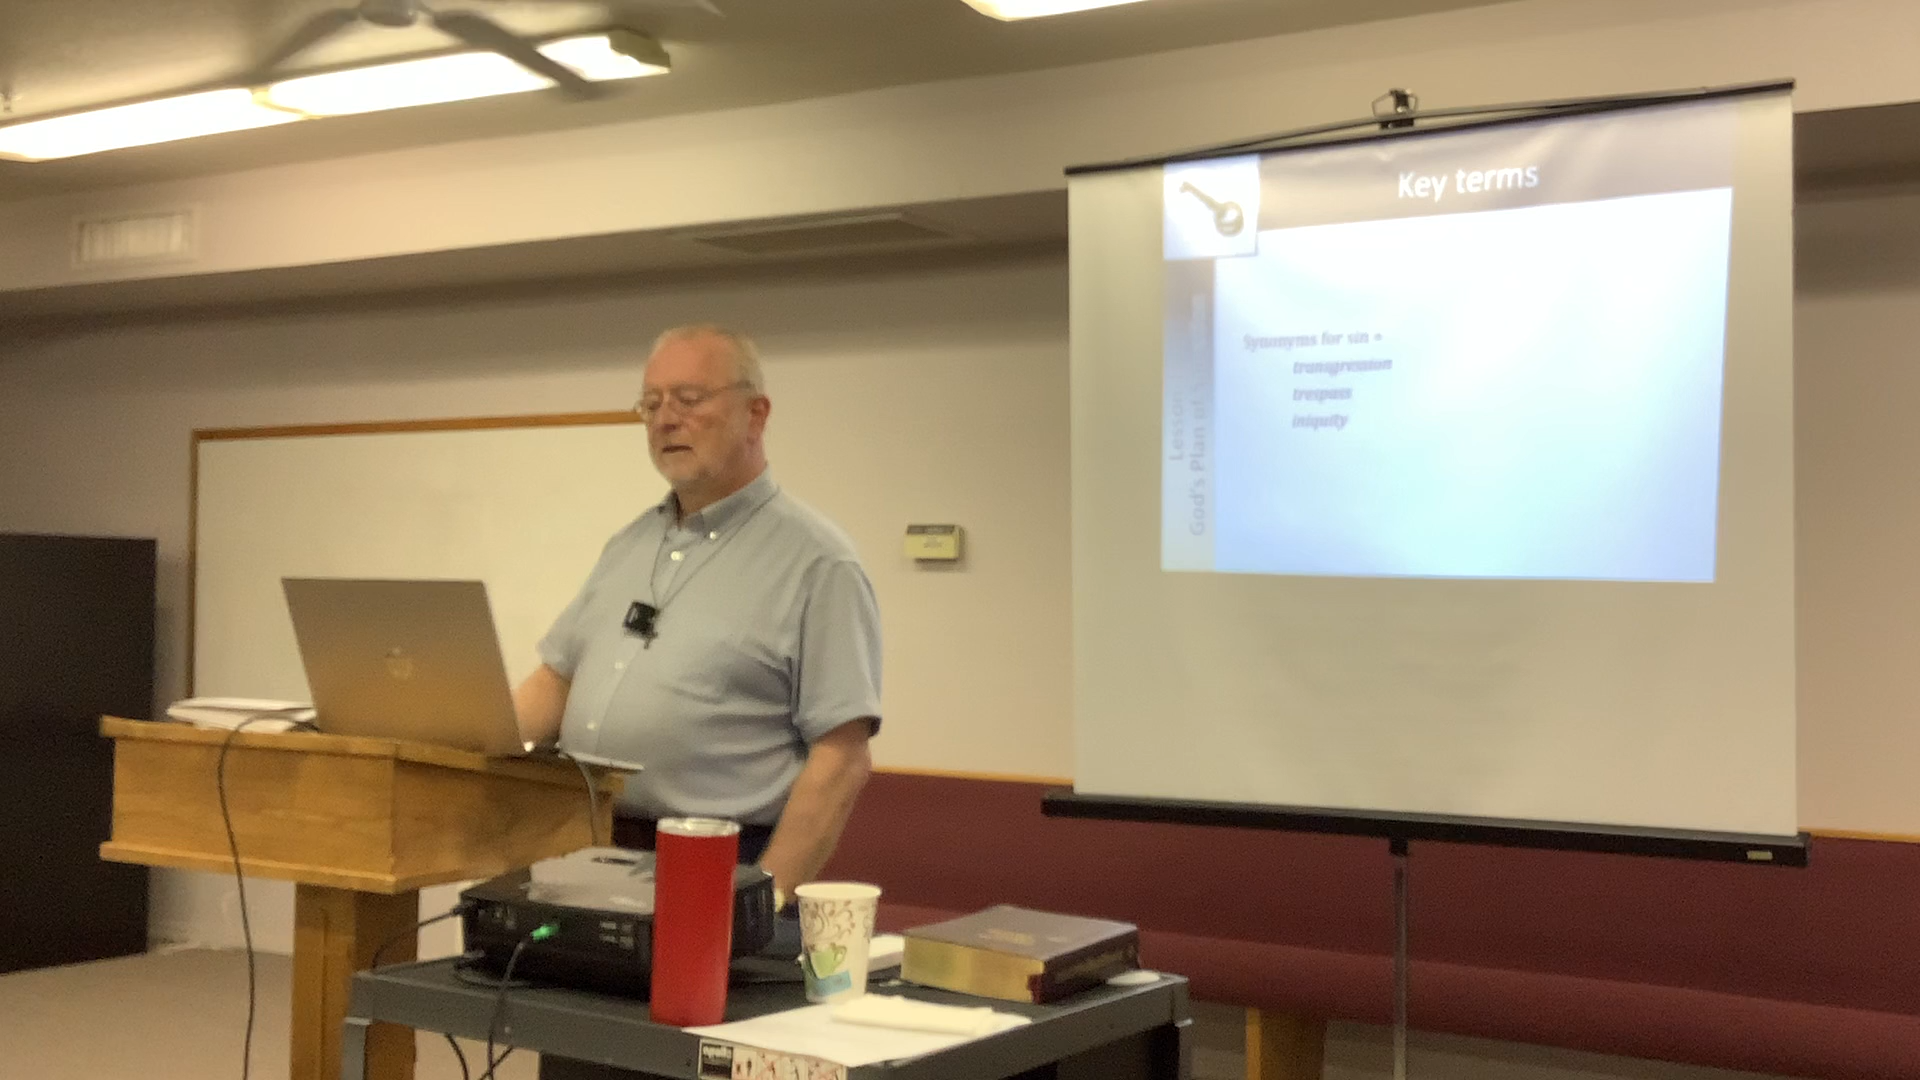 Key terms
Synonyms for sin =
transgression
trespass
iniquity
Lesson
God's Plan of